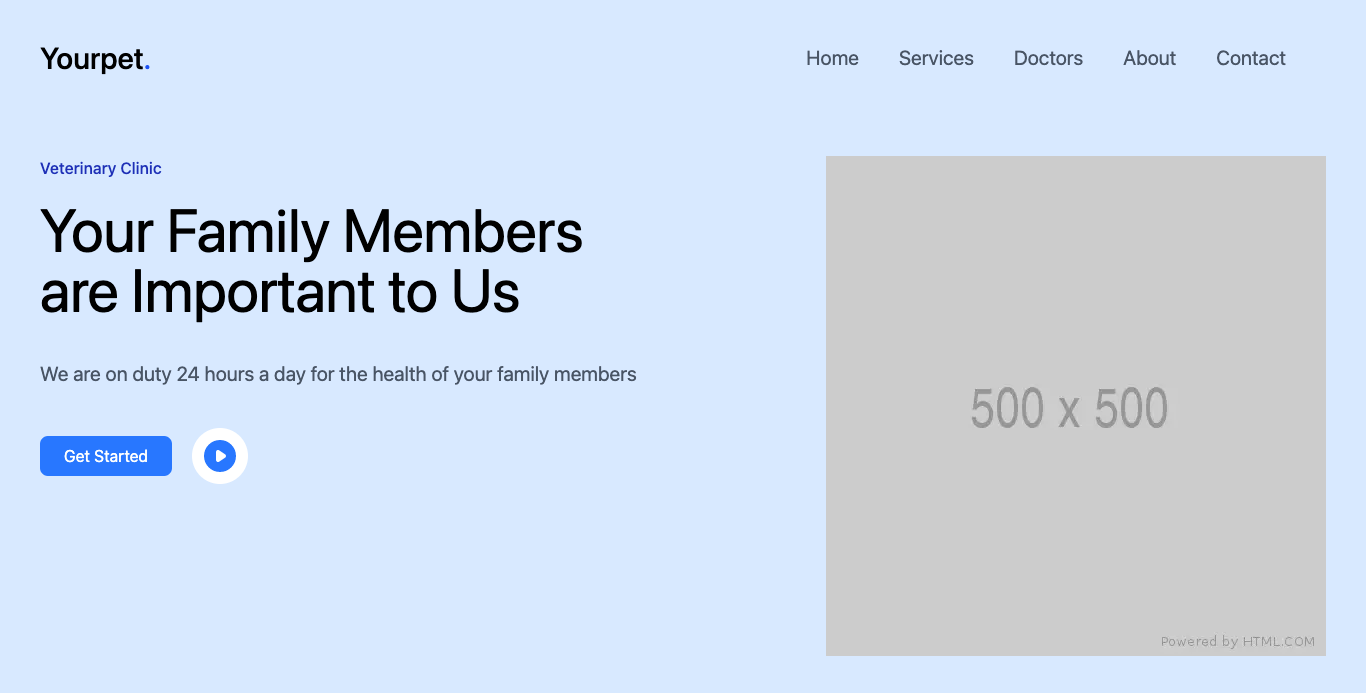 Yourpet.
Home Services Doctors About Contact
Veterinary Clinic
Your Family Members
are Important to Us
We are on duty 24 hours a day for the health of your family members
Get Started
500 x 500
Powered by HTML.COM